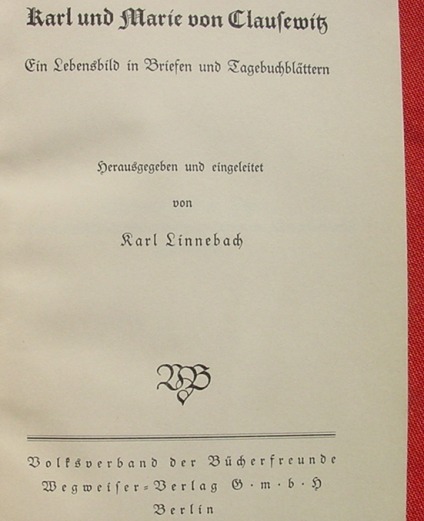 Karl und Marie von Clauſewitz
Ein Lebensbild in Briefen und Tagebuchblättern
Herausgegeben und eingeleitet
von
Karl Linnebach
VB
Volksverband der Bücherfreunde
Wegweiſer-Verlag G·m·b·H
Berlin